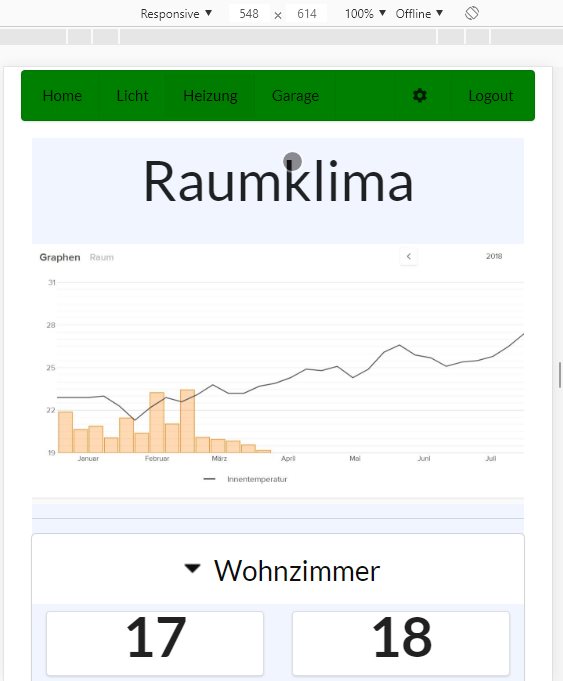 Responsive ▼ 548 × 614 100% ▼ Offline ▼
Home Licht Heizung Garage Logout
Raumklima
Graphen Raum 2018
31
28
25
22
19
Januar Februar März April Mai Juni Juli
Innentemperatur
Wohnzimmer
17 18